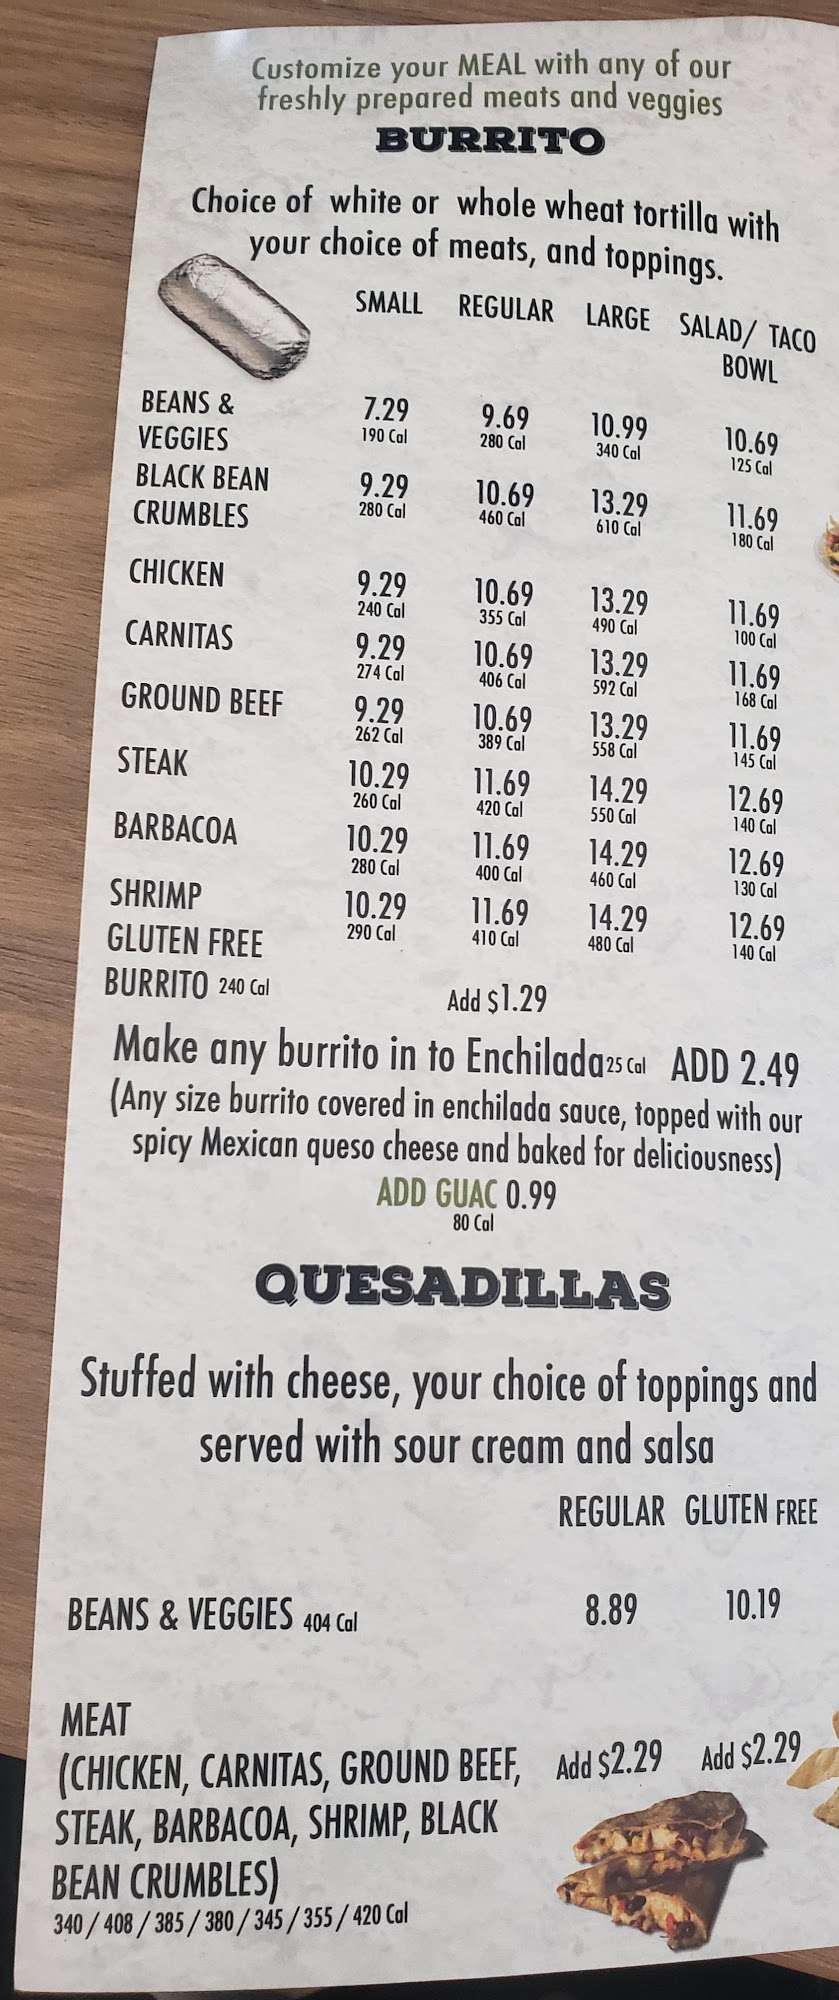 Customize your MEAL with any of our
freshly prepared meats and veggies
BURRITO
Choice of white or whole wheat tortilla with
your choice of meats, and toppings.
SMALL REGULAR LARGE SALAD/ TACO
BOWL
BEANS & 7.29 9.69 10.99 10.69
VEGGIES 190 Cal 280 Cal 340 Cal 125 Cal
BLACK BEAN 9.29 10.69 13.29 11.69
CRUMBLES 280 Cal 460 Cal 610 Cal 180 Cal
CHICKEN 9.29 10.69 13.29 11.69
240 Cal 355 Cal 490 Cal 100 Cal
CARNITAS 9.29 10.69 13.29 11.69
274 Cal 406 Cal 592 Cal 168 Cal
GROUND BEEF 9.29 10.69 13.29 11.69
262 Cal 389 Cal 558 Cal 145 Cal
STEAK 10.29 11.69 14.29 12.69
260 Cal 420 Cal 550 Cal 140 Cal
BARBACOA 10.29 11.69 14.29 12.69
280 Cal 400 Cal 460 Cal 130 Cal
SHRIMP 10.29 11.69 14.29 12.69
290 Cal 410 Cal 480 Cal 140 Cal
GLUTEN FREE
BURRITO 240 Cal Add $1.29
Make any burrito in to Enchilada 25 Cal ADD 2.49
(Any size burrito covered in enchilada sauce, topped with our
spicy Mexican queso cheese and baked for deliciousness)
ADD GUAC 0.99
80 Cal
QUESADILLAS
Stuffed with cheese, your choice of toppings and
served with sour cream and salsa
REGULAR GLUTEN FREE
BEANS & VEGGIES 404 Cal 8.89 10.19
MEAT
(CHICKEN, CARNITAS, GROUND BEEF, Add $2.29 Add $2.29
STEAK, BARBACOA, SHRIMP, BLACK
BEAN CRUMBLES)
340 / 408 / 385 / 380 / 345 / 355 / 420 Cal